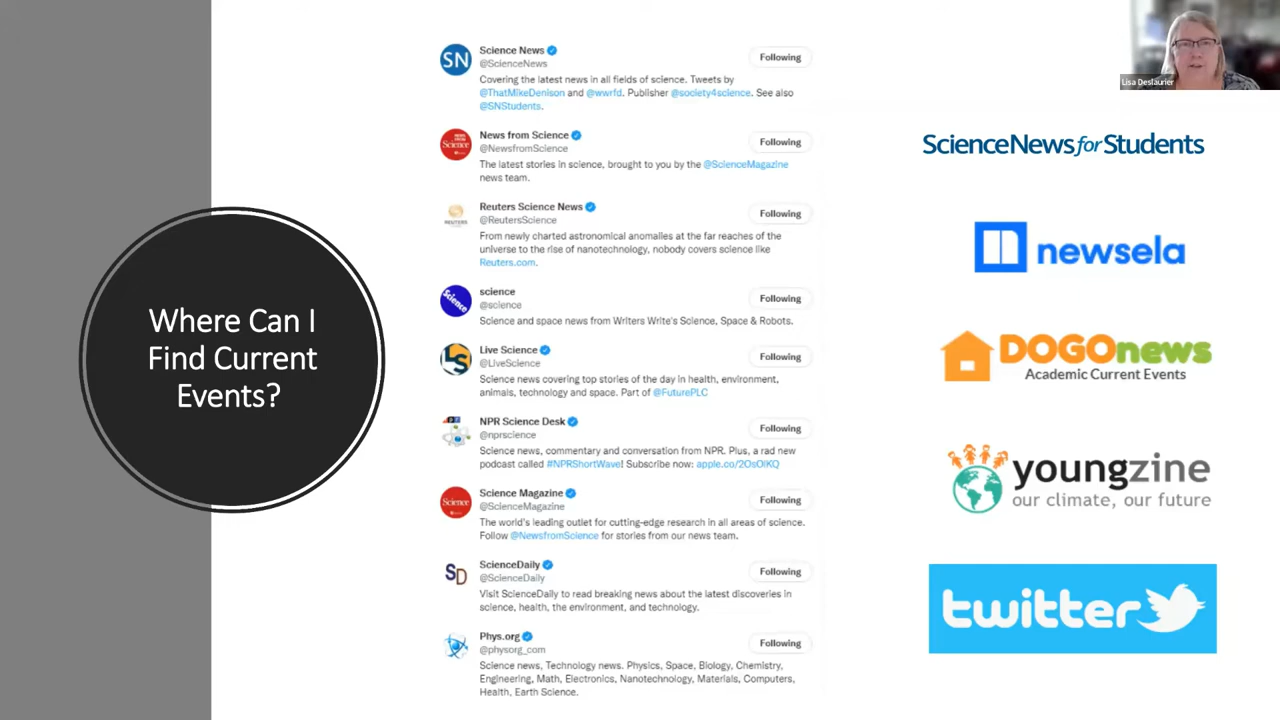 Where Can I
Find Current
Events?
SN
Science News
@ScienceNews
Following
Covering the latest news in all fields of science. Tweets by
@ThatMikeDenison and @wwrfd. Publisher @society4science. See also
@SNStudents.
Science
News from Science
@NewsfromScience
Following
The latest stories in science, brought to you by the @ScienceMagazine
news team.
REUTERS
Reuters Science News
@ReutersScience
Following
From newly charted astronomical anomalies at the far reaches of the
universe to the rise of nanotechnology, nobody covers science like
Reuters.com.
Science
science
@science
Following
Science and space news from Writers Write's Science, Space & Robots.
LS
Live Science
@LiveScience
Following
Science news covering top stories of the day in health, environment,
animals, technology and space. Part of @FuturePLC
NPR Science Desk
@nprscience
Following
Science news, commentary and conversation from NPR. Plus, a rad new
podcast called #NPRShortWave! Subscribe now: apple.co/2OsOlKQ
Science
Science Magazine
@ScienceMagazine
Following
The world's leading outlet for cutting-edge research in all areas of science.
Follow @NewsfromScience for stories from our news team.
SD
ScienceDaily
@ScienceDaily
Following
Visit ScienceDaily to read breaking news about the latest discoveries in
science, health, the environment, and technology.
Phys.org
@physorg_com
Following
Science news, Technology news. Physics, Space, Biology, Chemistry,
Engineering, Math, Electronics, Nanotechnology, Materials, Computers,
Health, Earth Science.
Lisa Deslaurier
ScienceNewsforStudents
newsela
DOGOnews
Academic Current Events
youngzine
our climate, our future
twitter